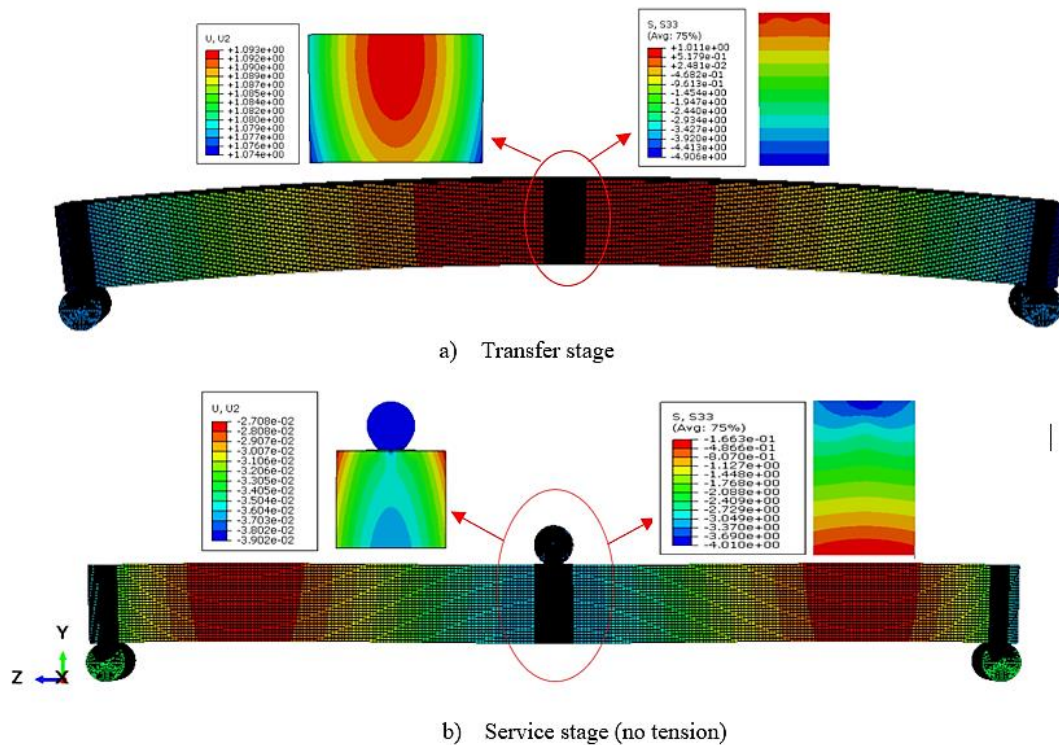 U, U2
+1.093e+00
+1.092e+00
+1.090e+00
+1.089e+00
+1.087e+00
+1.085e+00
+1.084e+00
+1.082e+00
+1.080e+00
+1.079e+00
+1.077e+00
+1.076e+00
+1.074e+00
S, S33
(Avg: 75%)
+1.011e+00
+5.179e-01
+2.481e-02
-4.682e-01
-9.613e-01
-1.454e+00
-1.947e+00
-2.440e+00
-2.934e+00
-3.427e+00
-3.920e+00
-4.413e+00
-4.906e+00
a) Transfer stage
U, U2
-2.708e-02
-2.808e-02
-2.907e-02
-3.007e-02
-3.106e-02
-3.206e-02
-3.305e-02
-3.405e-02
-3.504e-02
-3.604e-02
-3.703e-02
-3.802e-02
-3.902e-02
S, S33
(Avg: 75%)
-1.663e-01
-4.866e-01
-8.070e-01
-1.127e+00
-1.448e+00
-1.768e+00
-2.088e+00
-2.409e+00
-2.729e+00
-3.049e+00
-3.370e+00
-3.690e+00
-4.010e+00
Y
Z X
b) Service stage (no tension)